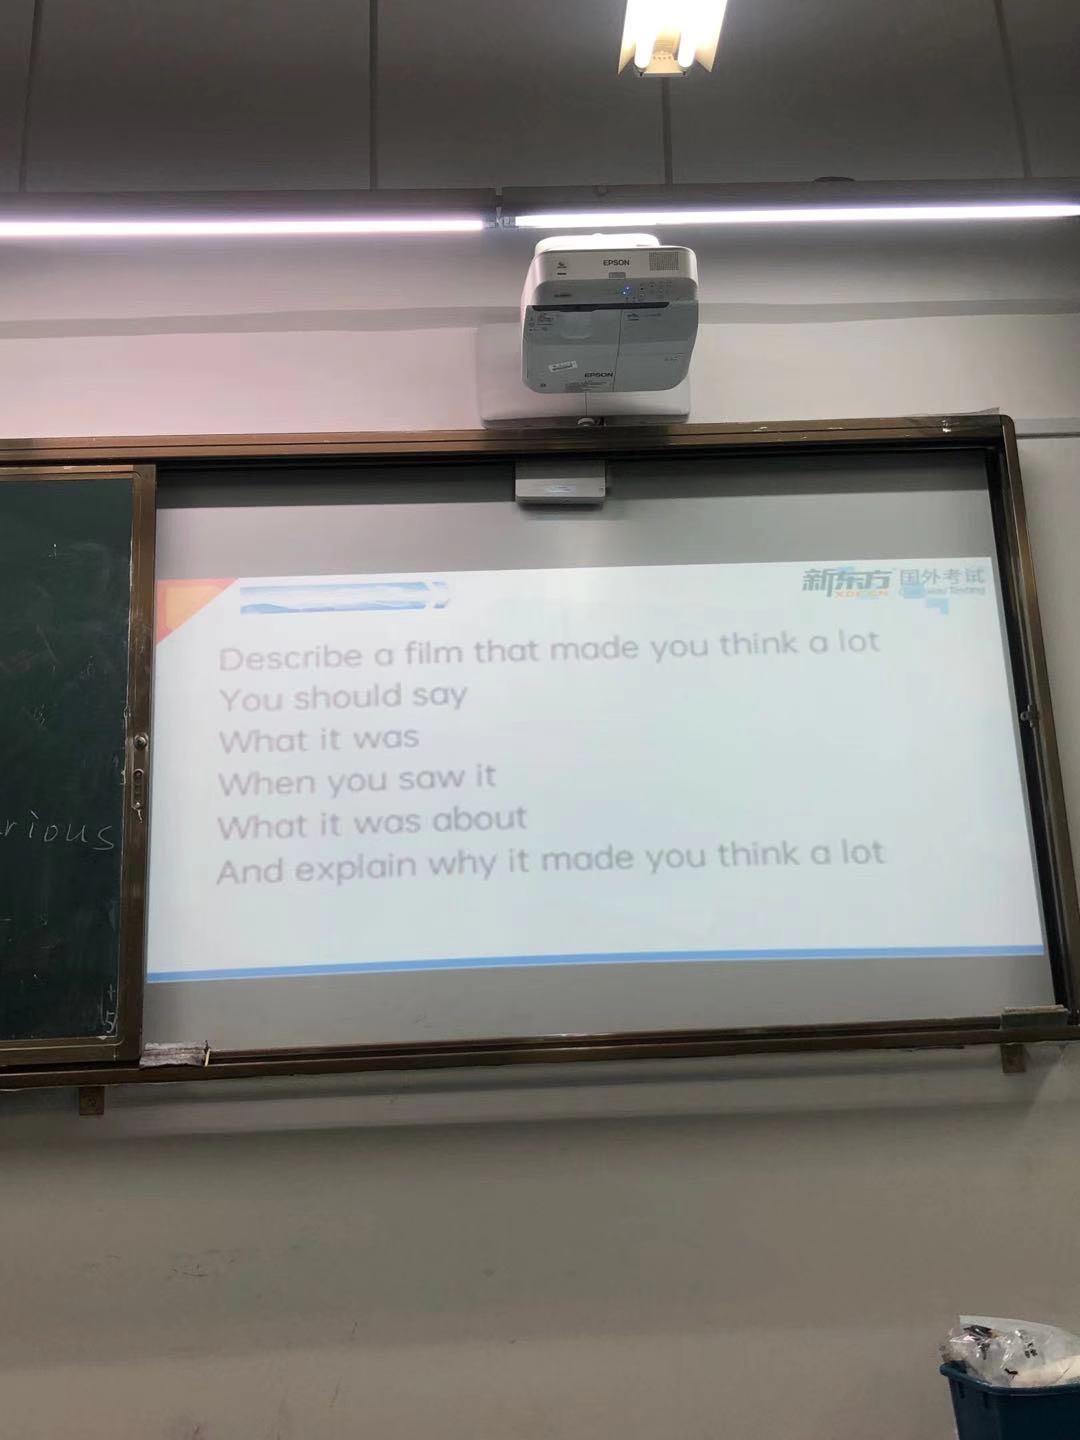 EPSON
EPSON
新东方 国外考试
XDF.CN
Describe a film that made you think a lot
You should say
What it was
When you saw it
What it was about
And explain why it made you think a lot
rious
+
5